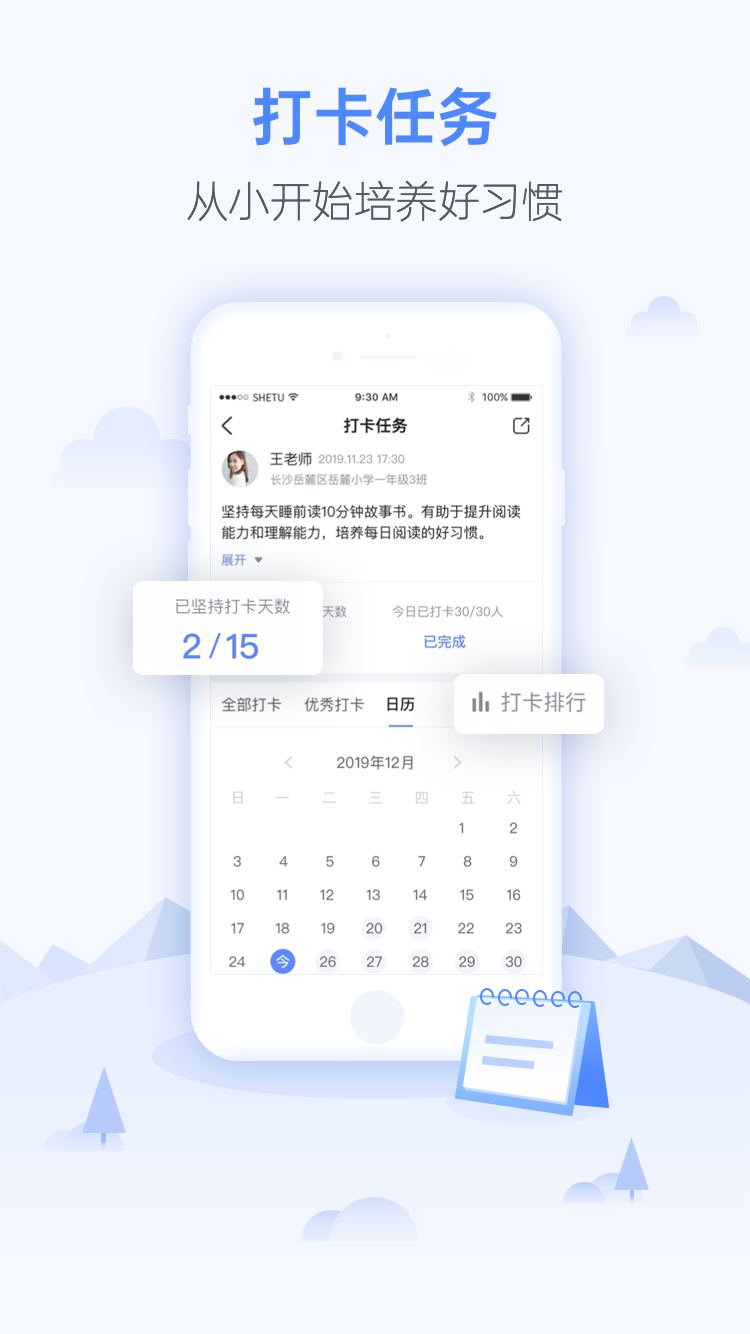 打卡任务
从小开始培养好习惯
SHETU 9:30 AM 100%
打卡任务
王老师 2019.11.23 17:30
长沙岳麓区岳麓小学一年级3班
坚持每天睡前读10分钟故事书。有助于提升阅读
能力和理解能力，培养每日阅读的好习惯。
展开
已坚持打卡天数
天数 今日已打卡30/30人
2/15
已完成
全部打卡 优秀打卡 日历
打卡排行
2019年12月
日 一 二 三 四 五 六
1 2
3 4 5 6 7 8 9
10 11 12 13 14 15 16
17 18 19 20 21 22 23
24 今 26 27 28 29 30